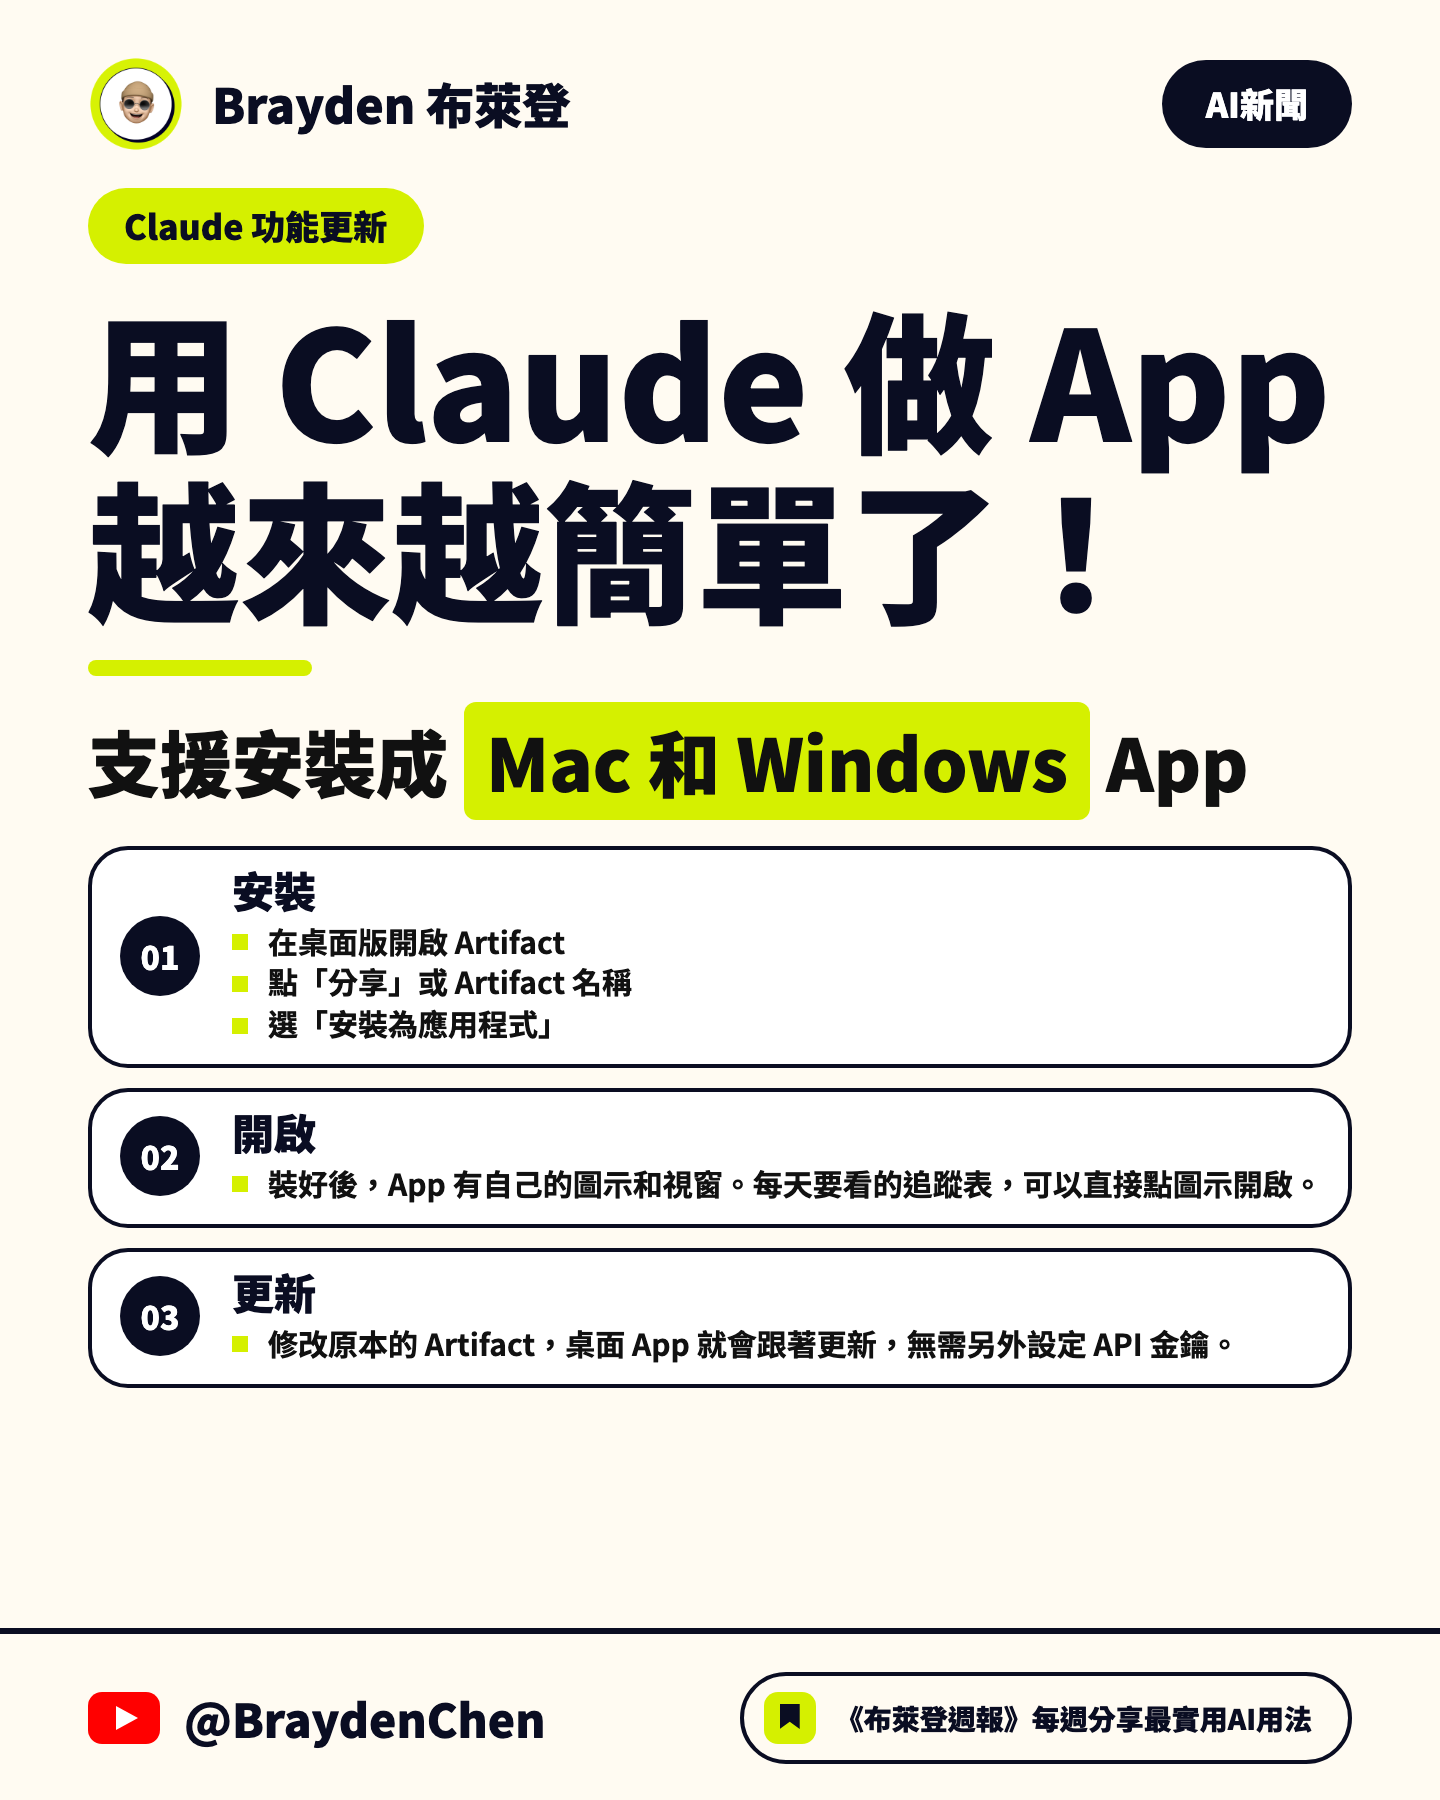 Brayden 布萊登
AI新聞
Claude 功能更新
用 Claude 做 App
越來越簡單了！
支援安裝成 Mac 和 Windows App
01
安裝
在桌面版開啟 Artifact
點「分享」或 Artifact 名稱
選「安裝為應用程式」
02
開啟
裝好後，App 有自己的圖示和視窗。每天要看的追蹤表，可以直接點圖示開啟。
03
更新
修改原本的 Artifact，桌面 App 就會跟著更新，無需另外設定 API 金鑰。
@BraydenChen
《布萊登週報》每週分享最實用AI用法